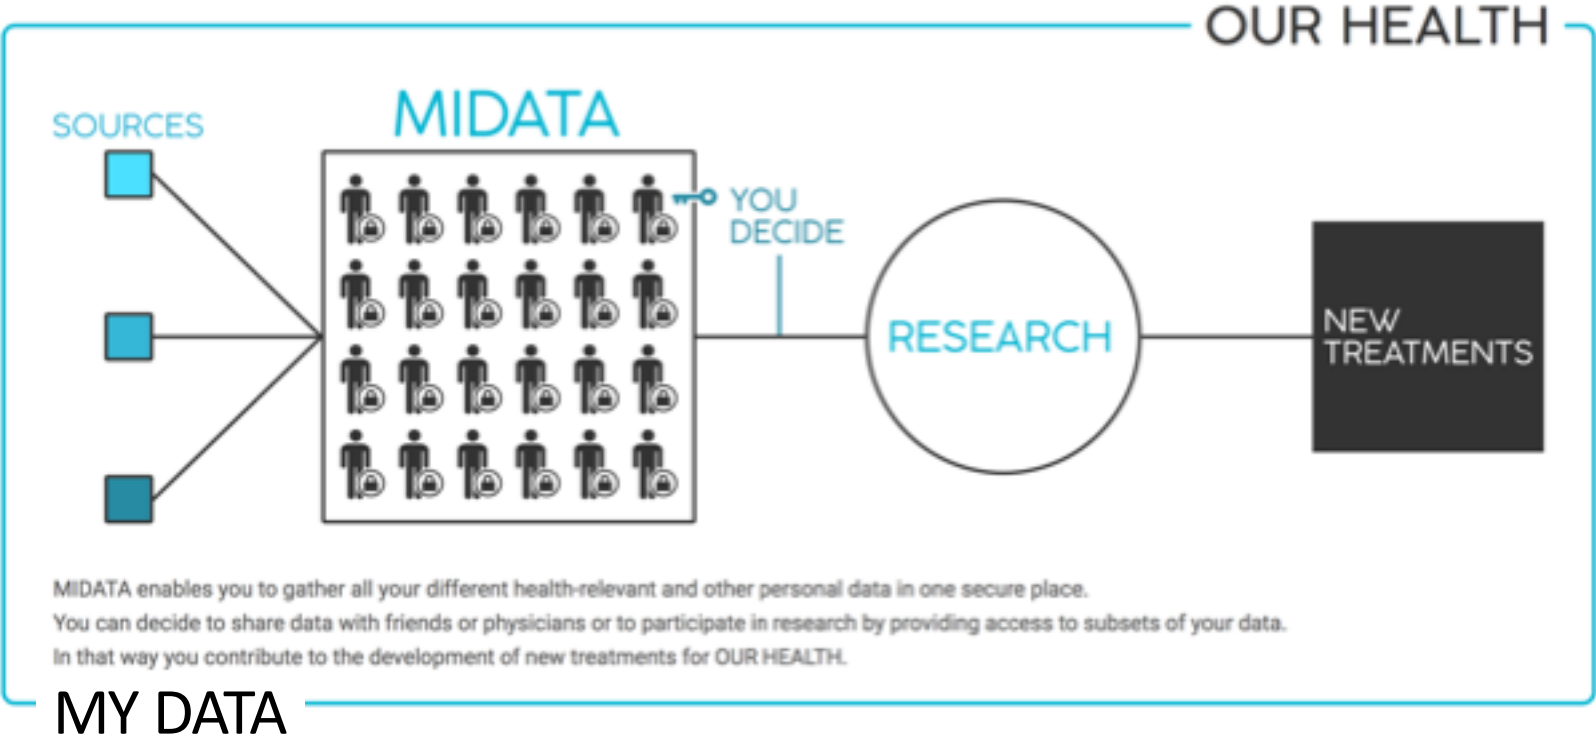 OUR HEALTH
SOURCES
MIDATA
YOU
DECIDE
RESEARCH
NEW
TREATMENTS
MIDATA enables you to gather all your different health-relevant and other personal data in one secure place.
You can decide to share data with friends or physicians or to participate in research by providing access to subsets of your data.
In that way you contribute to the development of new treatments for OUR HEALTH.
MY DATA